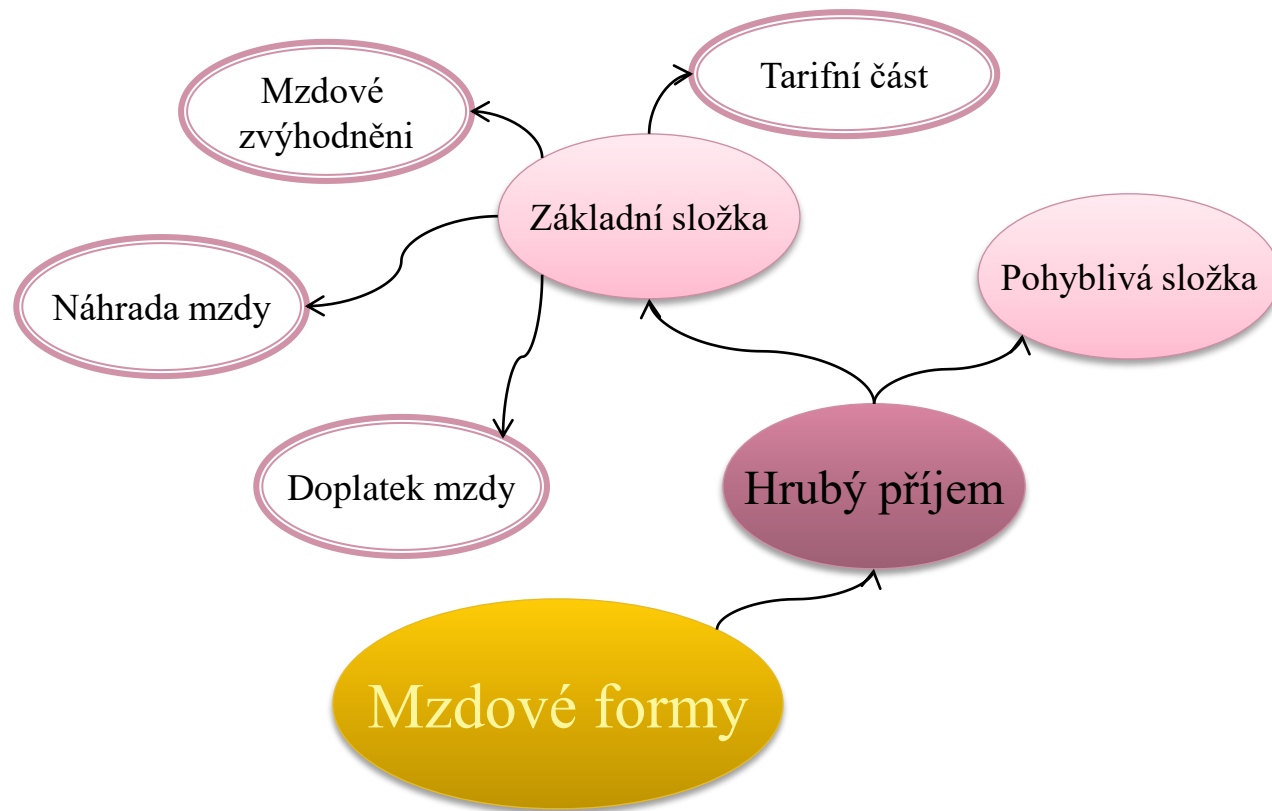 Tarifní část
Mzdové
zvýhodněni
Základní složka
Pohyblivá složka
Náhrada mzdy
Doplatek mzdy
Hrubý příjem
Mzdové formy